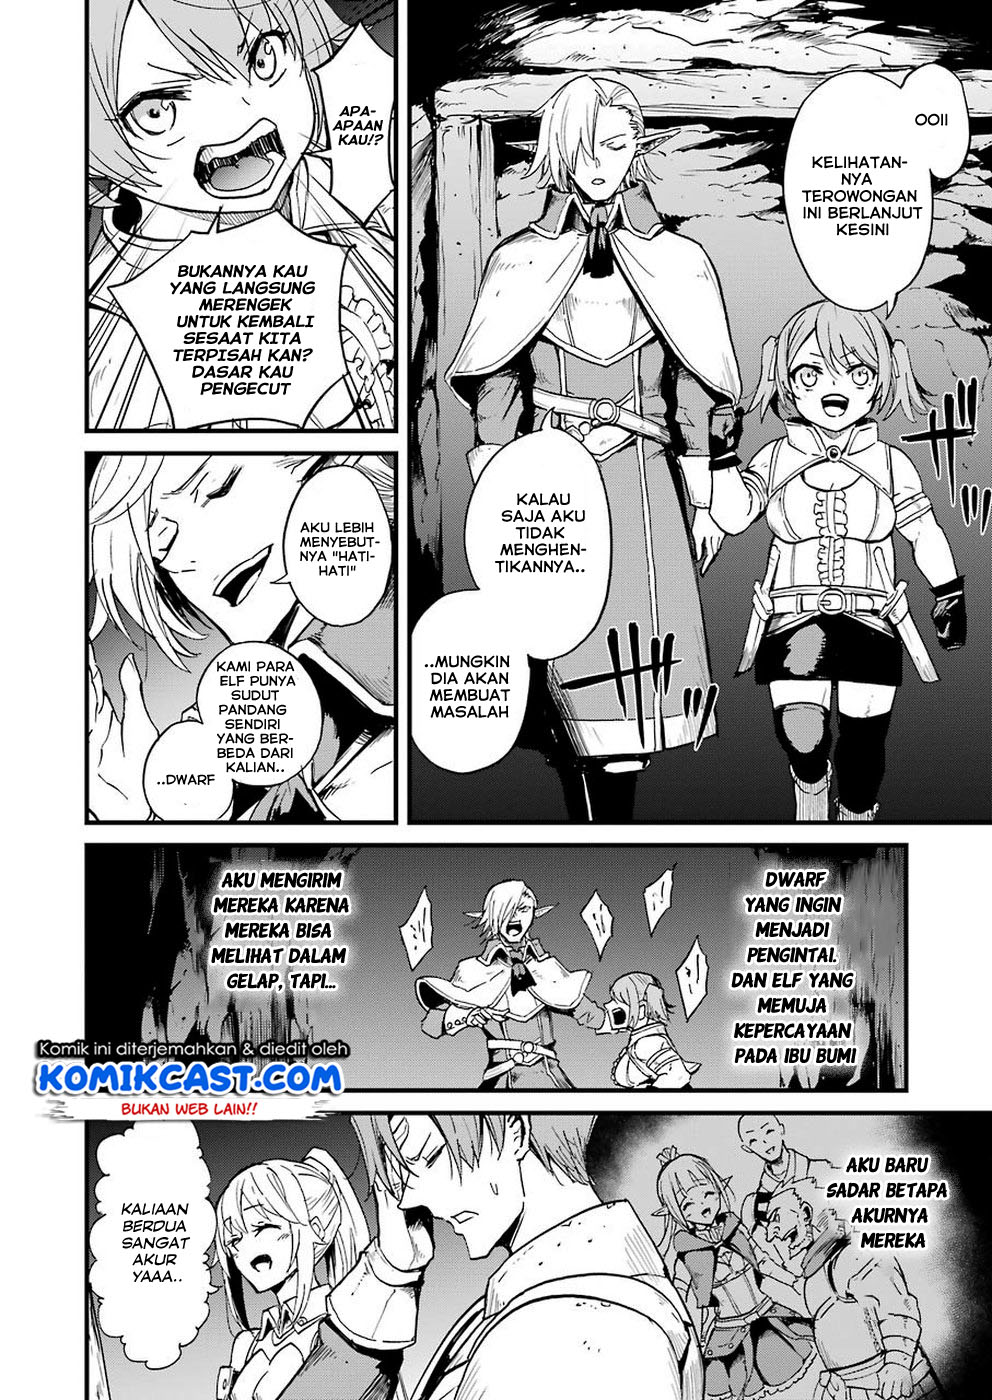 OOII
KELIHATAN-
NYA
TEROWONGAN
INI BERLANJUT
KESINI
KALAU
SAJA AKU
TIDAK
MENGHEN-
TIKANNYA..
..MUNGKIN
DIA AKAN
MEMBUAT
MASALAH
APA-
APAAN
KAU!?
BUKANNYA KAU
YANG LANGSUNG
MERENGEK
UNTUK KEMBALI
SESAAT KITA
TERPISAH KAN?
DASAR KAU
PENGECUT
AKU LEBIH
MENYEBUT-
NYA "HATI-
HATI"
KAMI PARA
ELF PUNYA
SUDUT
PANDANG
SENDIRI
YANG BER-
BEDA DARI
KALIAN..
..DWARF
DWARF
YANG INGIN
MENJADI
PENGINTAI.
DAN ELF YANG
MEMUJA
KEPERCAYAAN
PADA IBU BUMI
AKU MENGIRIM
MEREKA KARENA
MEREKA BISA
MELIHAT DALAM
GELAP, TAPI...
Komik ini diterjemahkan & diedit oleh
KOMIKCAST.COM
BUKAN WEB LAIN!!
AKU BARU
SADAR BETAPA
AKURNYA
MEREKA
KALIAAN
BERDUA
SANGAT
AKUR
YAAA..